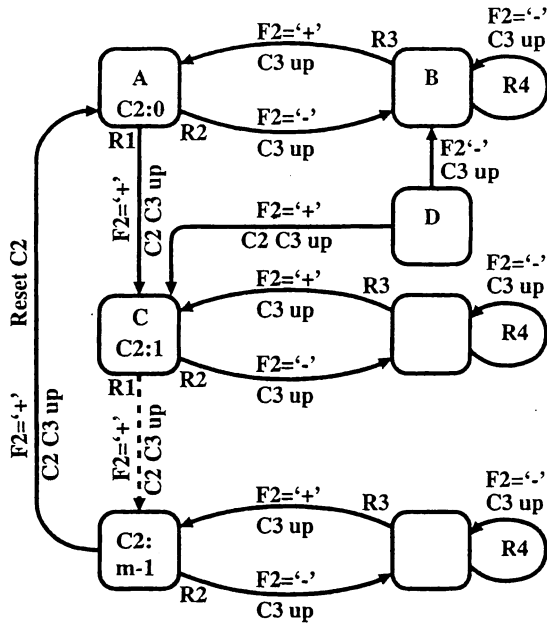 F2='+'
C3 up
R3
F2='-'
C3 up
A
C2:0
B
R4
R1
R2
F2='-'
C3 up
F2'-'
C3 up
F2='+'
C2 C3 up
F2='+'
C2 C3 up
D
Reset C2
F2='+'
C2 C3 up
F2='+'
C3 up
R3
F2='-'
C3 up
C
C2:1
R4
R1
R2
F2='-'
C3 up
F2='+'
C2 C3 up
F2='+'
C3 up
R3
F2='-'
C3 up
C2:
m-1
R4
R2
F2='-'
C3 up